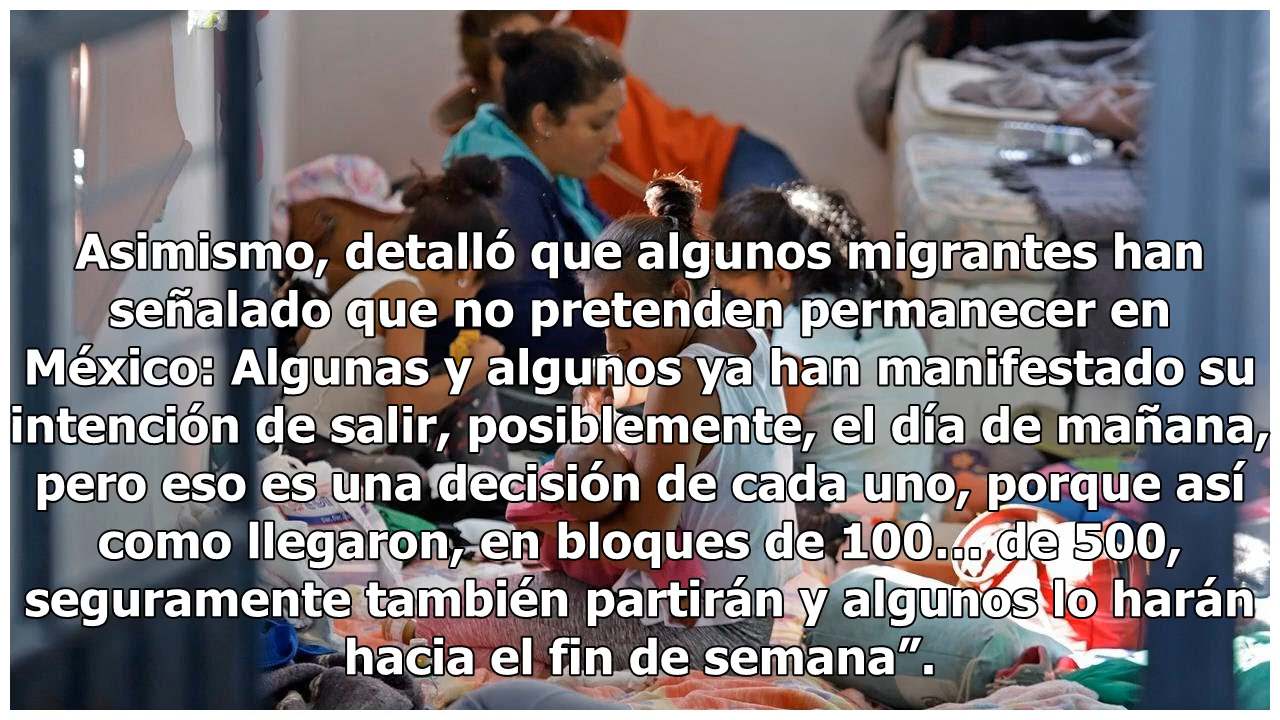 Asimismo, detalló que algunos migrantes han
señalado que no pretenden permanecer en
México: Algunas y algunos ya han manifestado su
intención de salir, posiblemente, el día de mañana,
pero eso es una decisión de cada uno, porque así
como llegaron, en bloques de 100... de 500,
seguramente también partirán y algunos lo harán
hacia el fin de semana”.